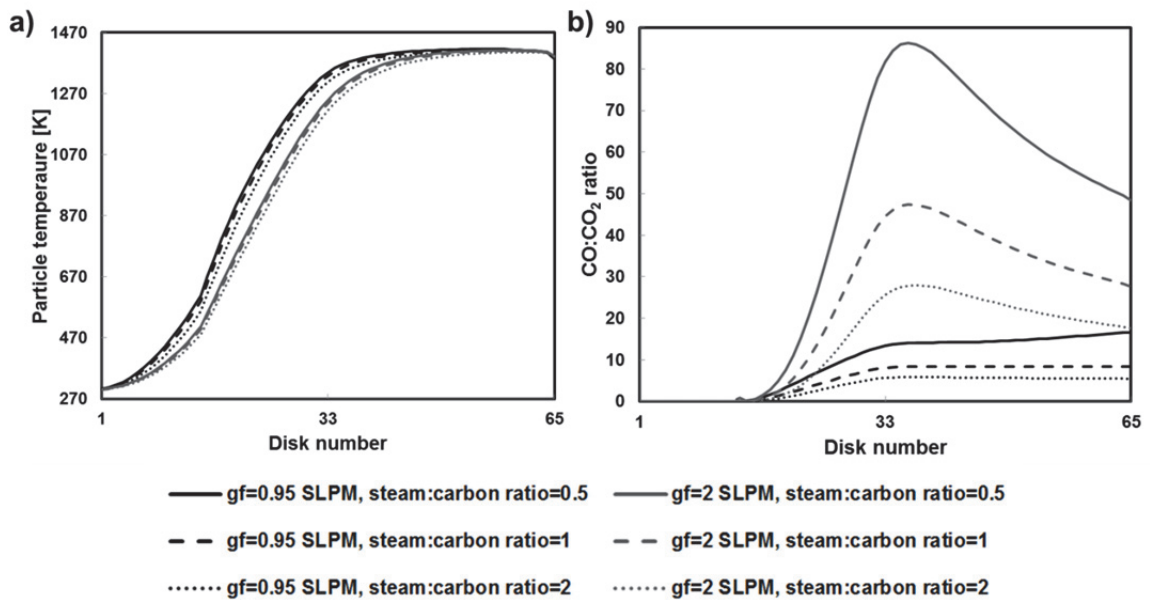 a)
1470
1270
1070
870
670
470
270
Particle temperaure [K]
1
33
65
Disk number
b)
90
80
70
60
50
40
30
20
10
0
CO:CO₂ ratio
1
33
65
Disk number
gf=0.95 SLPM, steam:carbon ratio=0.5
gf=2 SLPM, steam:carbon ratio=0.5
gf=0.95 SLPM, steam:carbon ratio=1
gf=2 SLPM, steam:carbon ratio=1
gf=0.95 SLPM, steam:carbon ratio=2
gf=2 SLPM, steam:carbon ratio=2